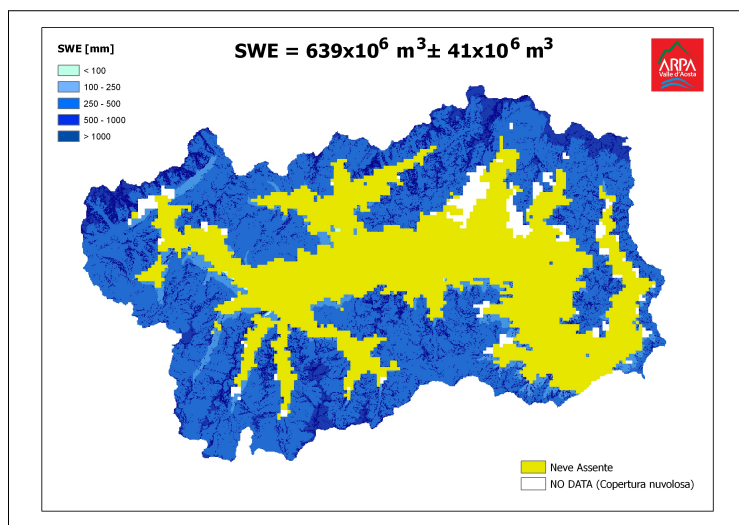 SWE = 639x10⁶ m³± 41x10⁶ m³
SWE [mm]
< 100
100 - 250
250 - 500
500 - 1000
> 1000
ARPA
Valle d'Aosta
Neve Assente
NO DATA (Copertura nuvolosa)